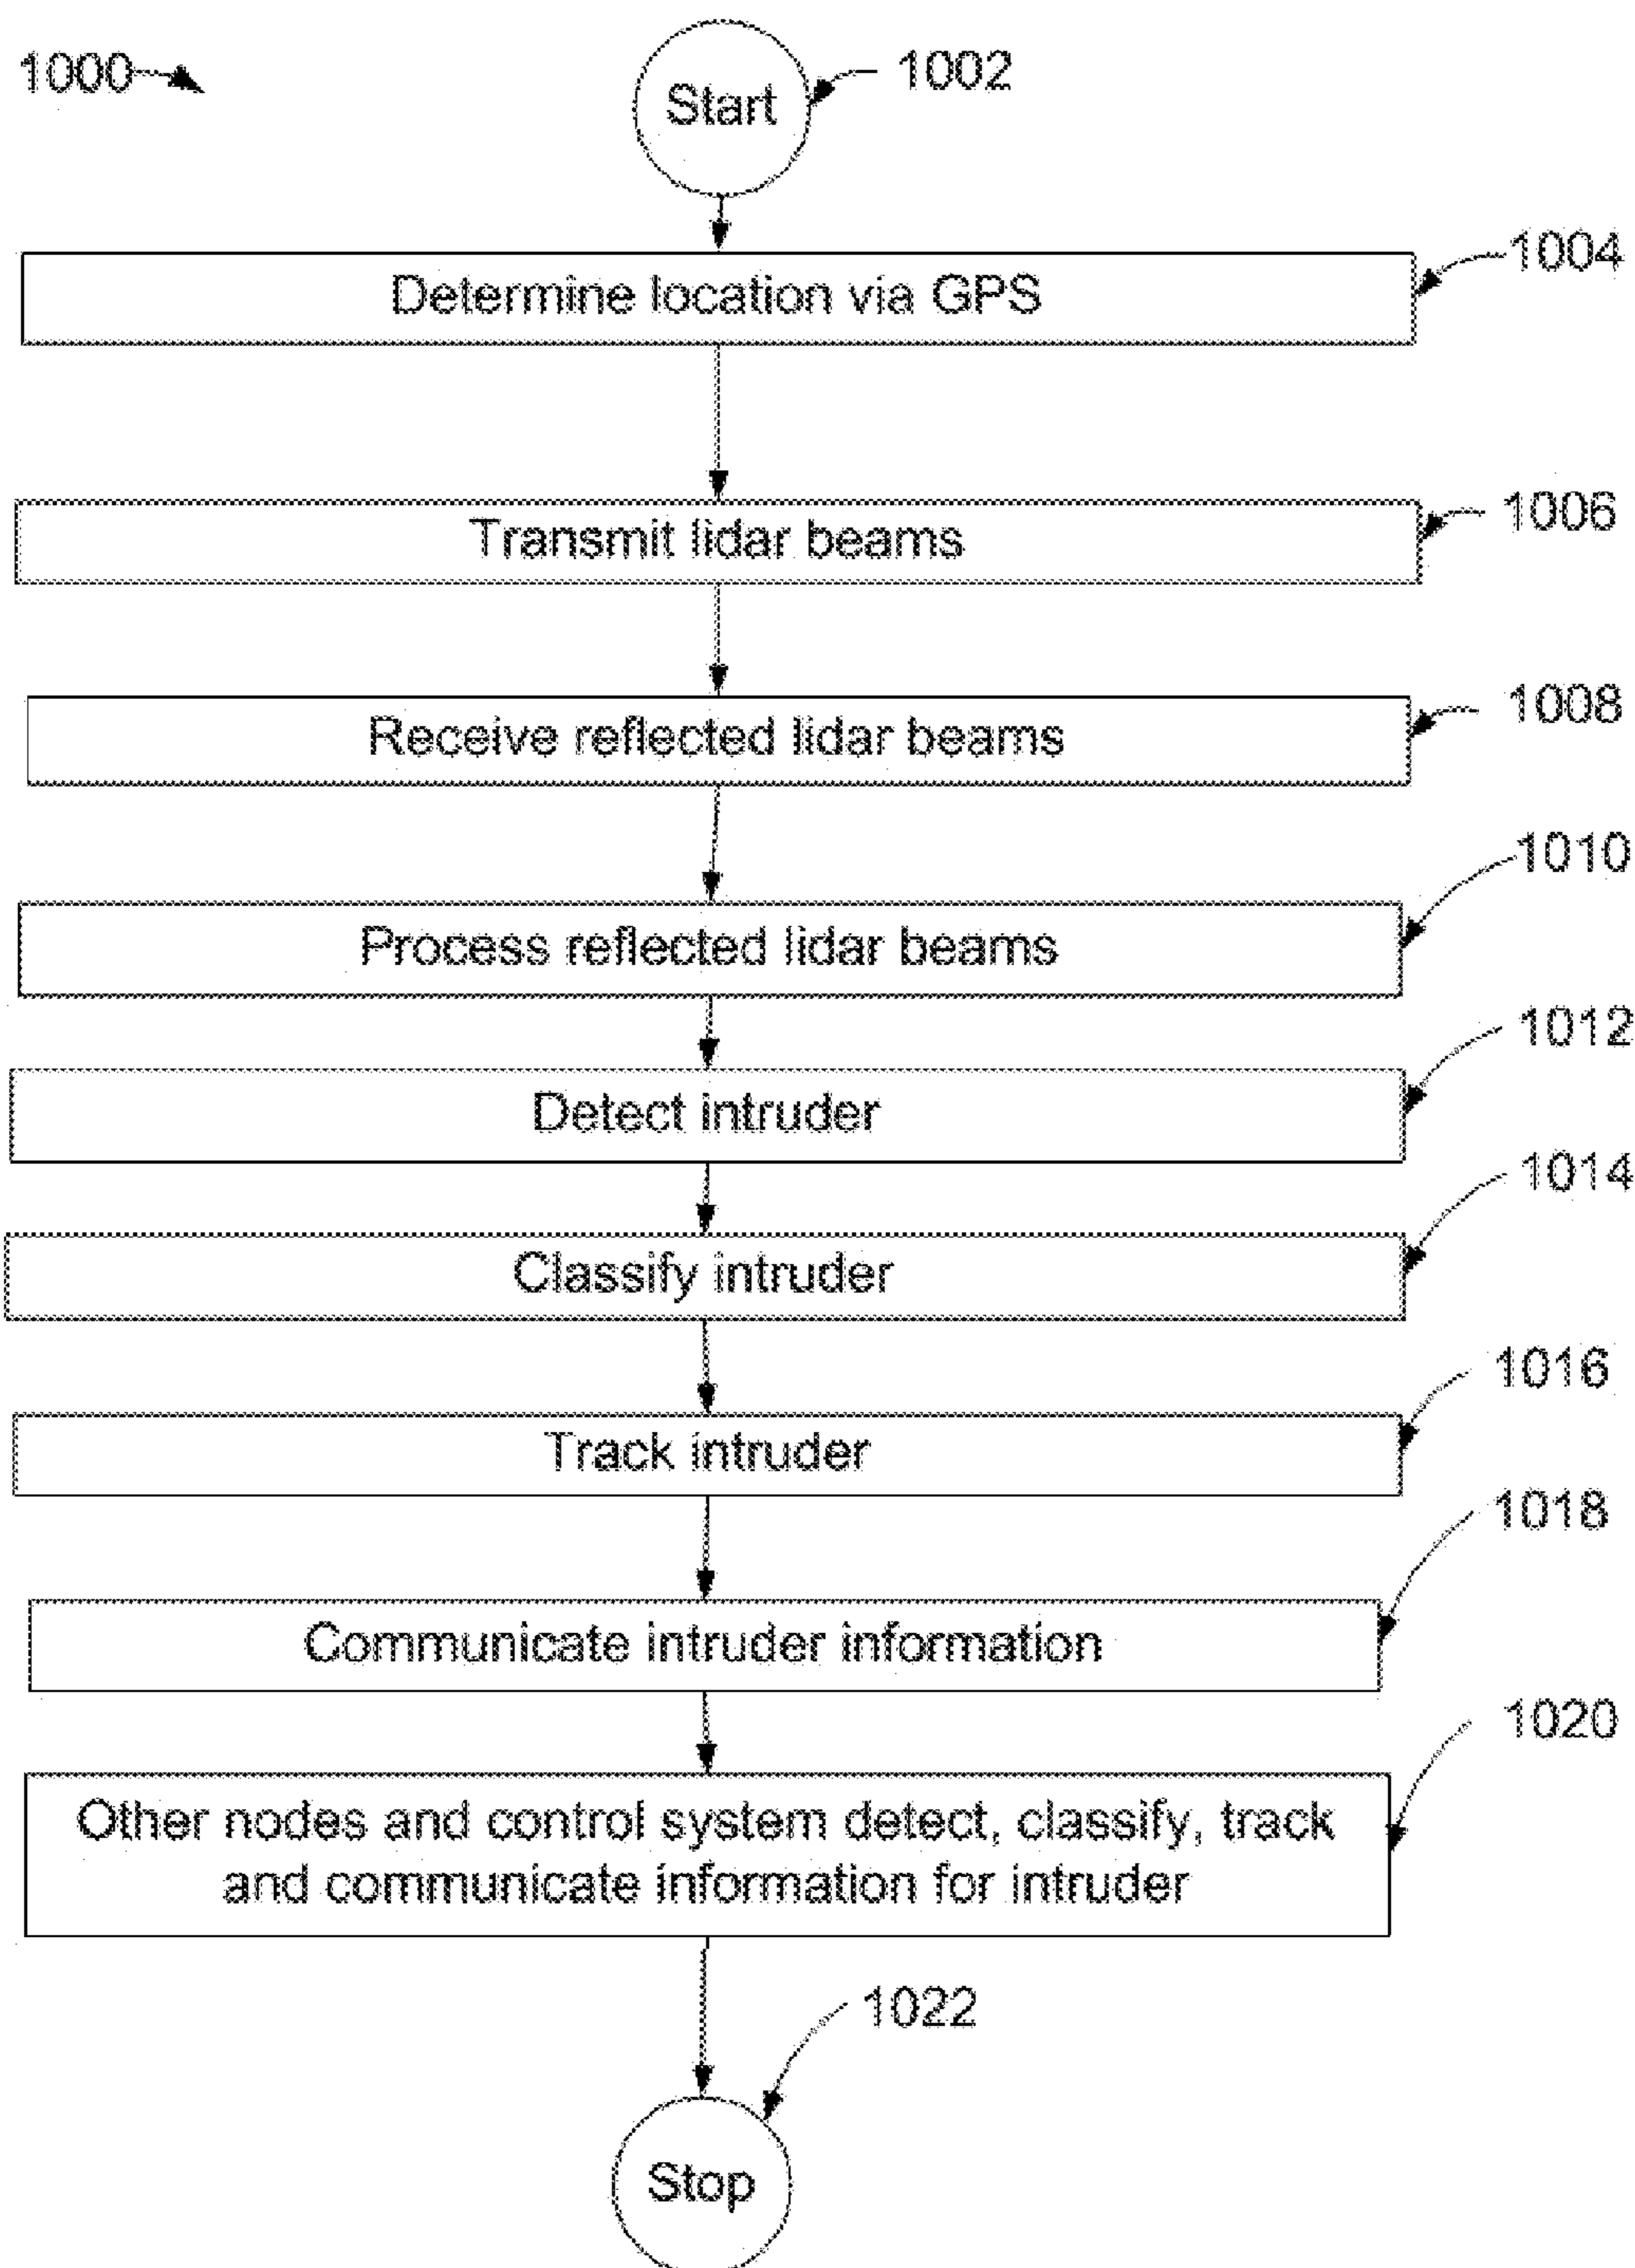 1000
Start
1002
Determine location via GPS
1004
Transmit lidar beams
1006
Receive reflected lidar beams
1008
Process reflected lidar beams
1010
Detect intruder
1012
Classify intruder
1014
Track intruder
1016
Communicate intruder information
1018
Other nodes and control system detect, classify, track
and communicate information for intruder
1020
1022
Stop